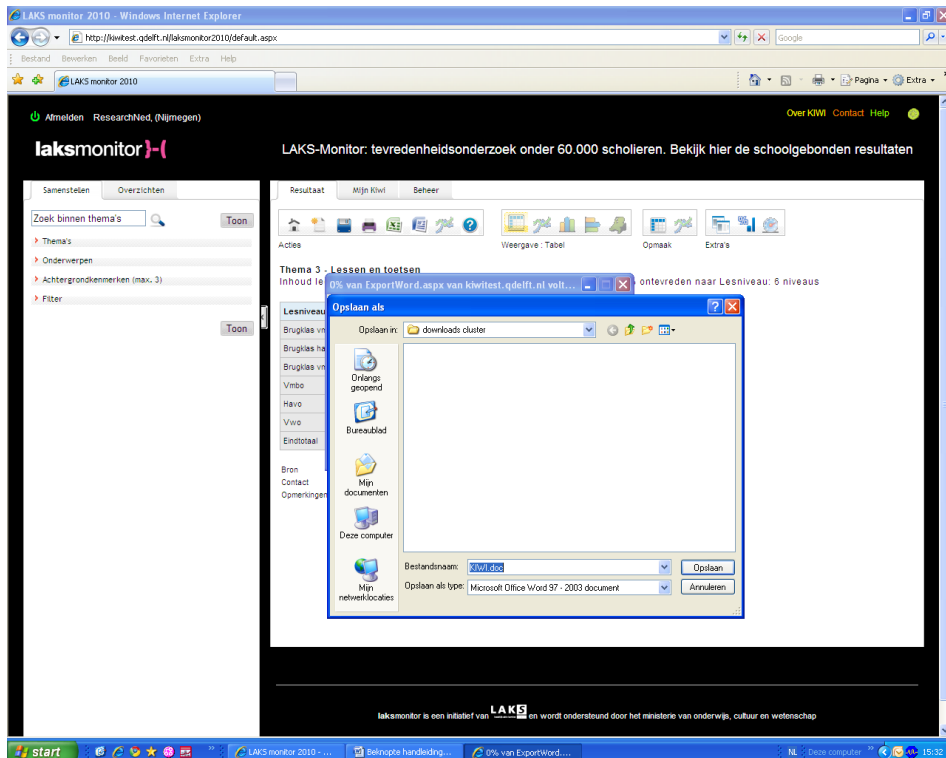 LAKS monitor 2010 - Windows Internet Explorer
http://kiwitest.qdelft.nl/laksmonitor2010/default.aspx
Google
Bestand Bewerken Beeld Favorieten Extra Help
LAKS monitor 2010
Pagina Extra
Afmelden ResearchNed, (Nijmegen)
Over KIWI Contact Help
laksmonitor}-(
LAKS-Monitor: tevredenheidsonderzoek onder 60.000 scholieren. Bekijk hier de schoolgebonden resultaten
Samenstellen Overzichten
Resultaat Mijn Kiwi Beheer
Zoek binnen thema's Toon
Thema's
Onderwerpen
Achtergrondkenmerken (max. 3)
Filter
Toon
Acties Weergave : Tabel Opmaak Extra's
Thema 3 - Lessen en toetsen
Inhoud le
ontevreden naar Lesniveau: 6 niveaus
0% van ExportWord.aspx van kiwitest.qdelft.nl volt...
Lesniveau
Brugklas vm
Brugklas ha
Brugklas vm
Vmbo
Havo
Vwo
Eindtotaal
Bron
Contact
Opmerkingen
Opslaan als
Opslaan in: downloads cluster
Onlangs
geopend
Bureaublad
Mijn
documenten
Deze computer
Mijn
netwerklocaties
Bestandsnaam: KIWI.doc Opslaan
Opslaan als type: Microsoft Office Word 97 - 2003 document Annuleren
laksmonitor is een initiatief van LAKS en wordt ondersteund door het ministerie van onderwijs, cultuur en wetenschap
start LAKS monitor 2010 - ... Beknopte handleiding... 0% van ExportWord.... NL Deze computer 15:32